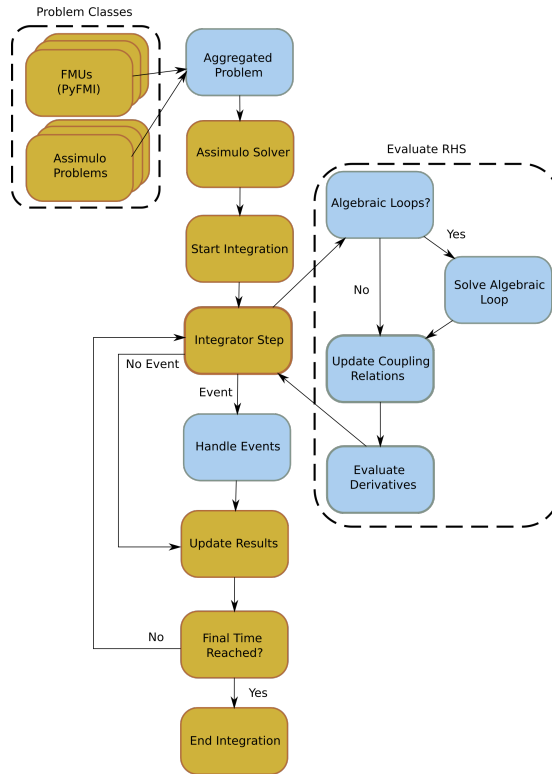 Problem Classes
FMUs
(PyFMI)
Assimulo
Problems
Aggregated
Problem
Assimulo Solver
Start Integration
Integrator Step
No Event
Event
Handle Events
Update Results
Final Time
Reached?
No
Yes
End Integration
Evaluate RHS
Algebraic Loops?
Yes
No
Solve Algebraic
Loop
Update Coupling
Relations
Evaluate
Derivatives